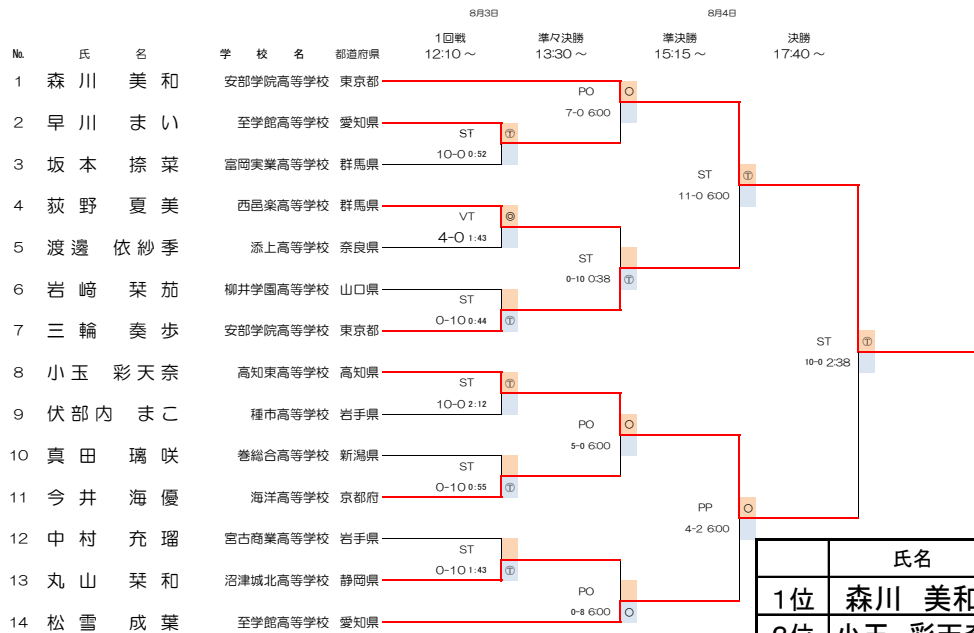 8月3日 8月4日
1回戦 準々決勝 準決勝 決勝
№ 氏 名 学 校 名 都道府県 12:10 ~ 13:30 ~ 15:15 ~ 17:40 ~
1 森川 美和 安部学院高等学校 東京都
PO ○
7-0 6:00
2 早川 まい 至学館高等学校 愛知県
ST Ⓣ
10-0 0:52
3 坂本 捺菜 富岡実業高等学校 群馬県
ST Ⓣ
11-0 6:00
4 荻野 夏美 西邑楽高等学校 群馬県
VT ◎
4-0 1:43
5 渡邊 依紗季 添上高等学校 奈良県
ST
0-10 0:38 Ⓣ
6 岩﨑 栞茄 柳井学園高等学校 山口県
ST
0-10 0:44 Ⓣ
7 三輪 奏歩 安部学院高等学校 東京都
ST Ⓣ
10-0 2:38
8 小玉 彩天奈 高知東高等学校 高知県
ST Ⓣ
10-0 2:12
9 伏部内 まこ 種市高等学校 岩手県
PO ○
5-0 6:00
10 真田 璃咲 巻総合高等学校 新潟県
ST
0-10 0:55 Ⓣ
11 今井 海優 海洋高等学校 京都府
PP ○
4-2 6:00
12 中村 充瑠 宮古商業高等学校 岩手県
ST
0-10 1:43 Ⓣ
13 丸山 栞和 沼津城北高等学校 静岡県
PO
0-8 6:00 ○
14 松雪 成葉 至学館高等学校 愛知県
氏名
1位 森川 美和